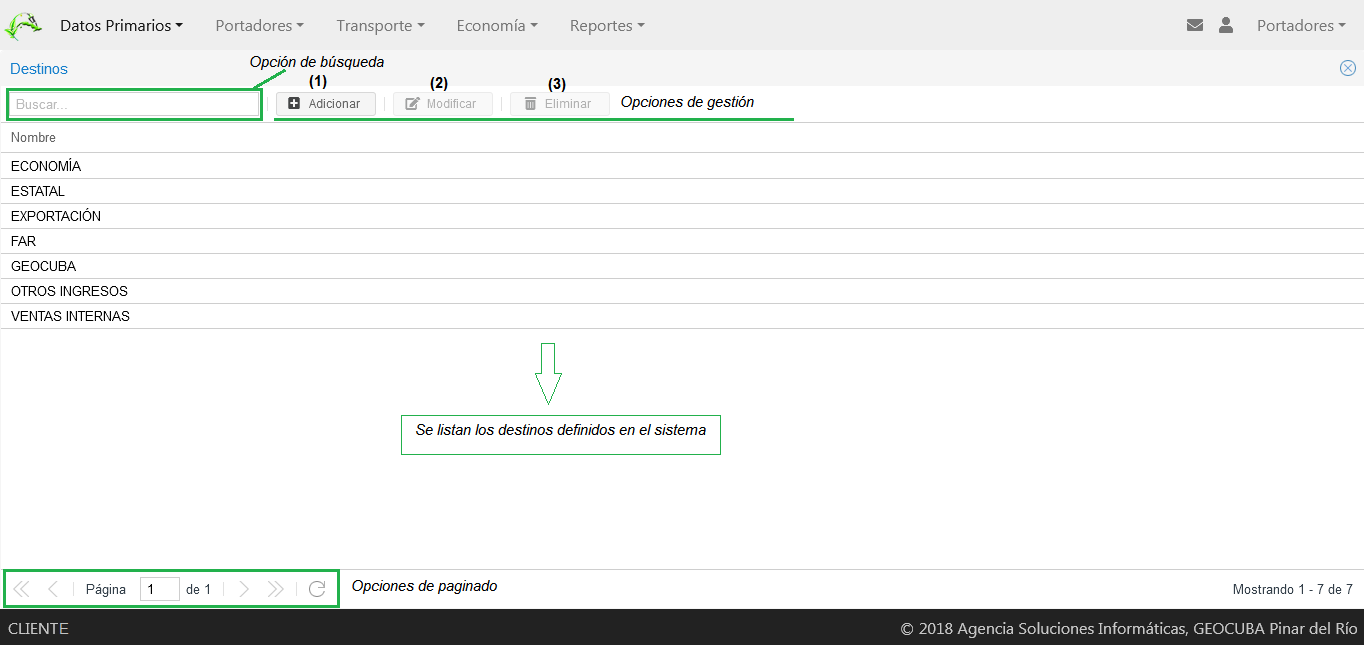 Datos Primarios Portadores Transporte Economía Reportes Portadores
Opción de búsqueda
Destinos
(1) (2) (3)
Buscar... Adicionar Modificar Eliminar Opciones de gestión
Nombre
ECONOMÍA
ESTATAL
EXPORTACIÓN
FAR
GEOCUBA
OTROS INGRESOS
VENTAS INTERNAS
Se listan los destinos definidos en el sistema
Página 1 de 1 Opciones de paginado Mostrando 1 - 7 de 7
CLIENTE © 2018 Agencia Soluciones Informáticas, GEOCUBA Pinar del Río